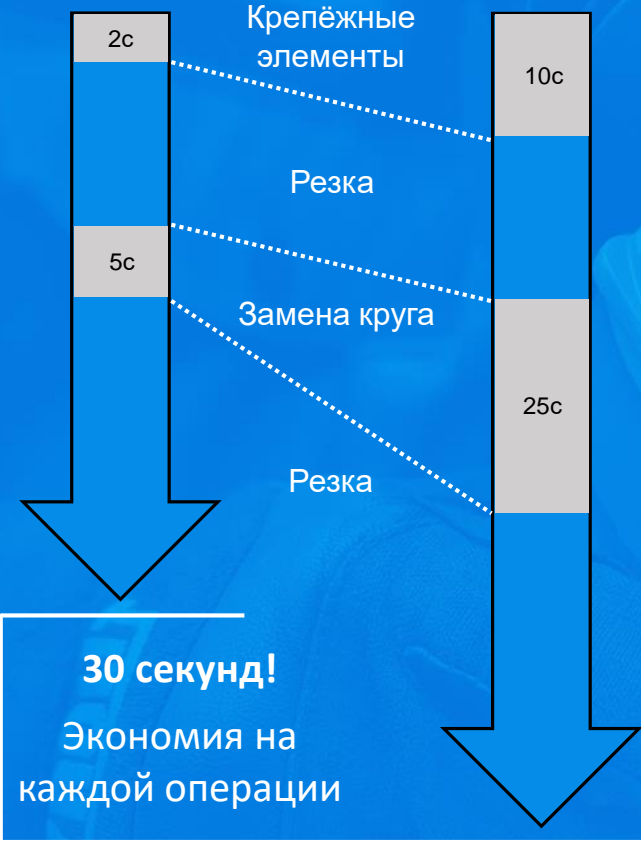 Крепёжные
элементы
2с
10с
Резка
5с
Замена круга
25с
Резка
30 секунд!
Экономия на
каждой операции